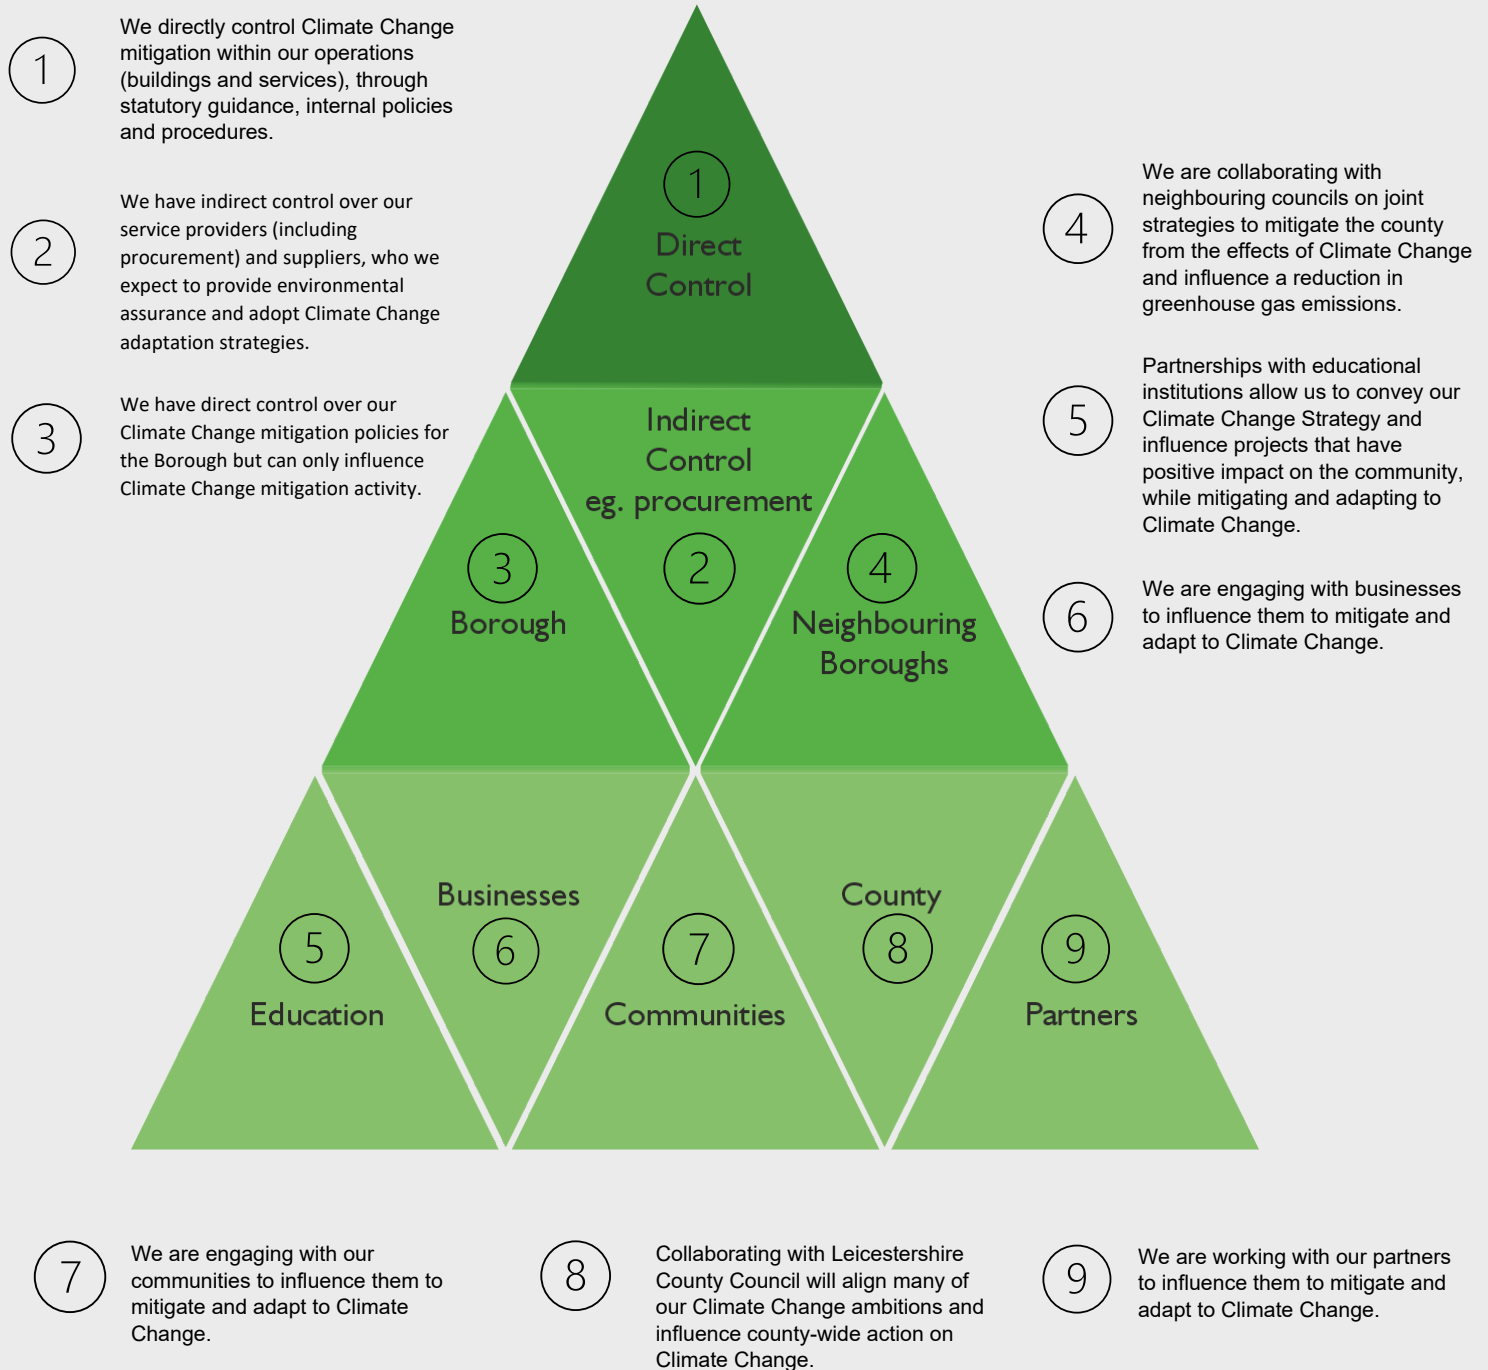 1
We directly control Climate Change
mitigation within our operations
(buildings and services), through
statutory guidance, internal policies
and procedures.
2
We have indirect control over our
service providers (including
procurement) and suppliers, who we
expect to provide environmental
assurance and adopt Climate Change
adaptation strategies.
3
We have direct control over our
Climate Change mitigation policies for
the Borough but can only influence
Climate Change mitigation activity.
1
Direct
Control
Indirect
Control
eg. procurement
2
3
Borough
4
Neighbouring
Boroughs
5
Education
Businesses
6
7
Communities
County
8
9
Partners
4
We are collaborating with
neighbouring councils on joint
strategies to mitigate the county
from the effects of Climate Change
and influence a reduction in
greenhouse gas emissions.
5
Partnerships with educational
institutions allow us to convey our
Climate Change Strategy and
influence projects that have
positive impact on the community,
while mitigating and adapting to
Climate Change.
6
We are engaging with businesses
to influence them to mitigate and
adapt to Climate Change.
7
We are engaging with our
communities to influence them to
mitigate and adapt to Climate
Change.
8
Collaborating with Leicestershire
County Council will align many of
our Climate Change ambitions and
influence county-wide action on
Climate Change.
9
We are working with our partners
to influence them to mitigate and
adapt to Climate Change.